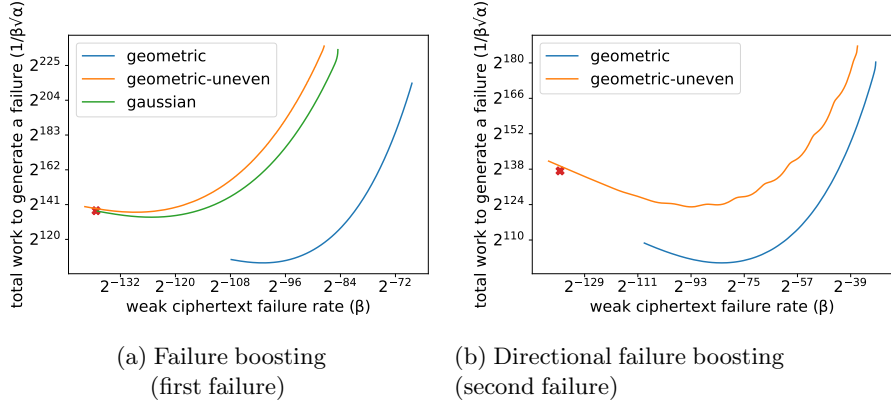 total work to generate a failure (1/β√α)
2^225
2^204
2^183
2^162
2^141
2^120
geometric
geometric-uneven
gaussian
2^−132 2^−120 2^−108 2^−96 2^−84 2^−72
weak ciphertext failure rate (β)
(a) Failure boosting
(first failure)
total work to generate a failure (1/β√α)
2^180
2^166
2^152
2^138
2^124
2^110
geometric
geometric-uneven
2^−129 2^−111 2^−93 2^−75 2^−57 2^−39
weak ciphertext failure rate (β)
(b) Directional failure boosting
(second failure)